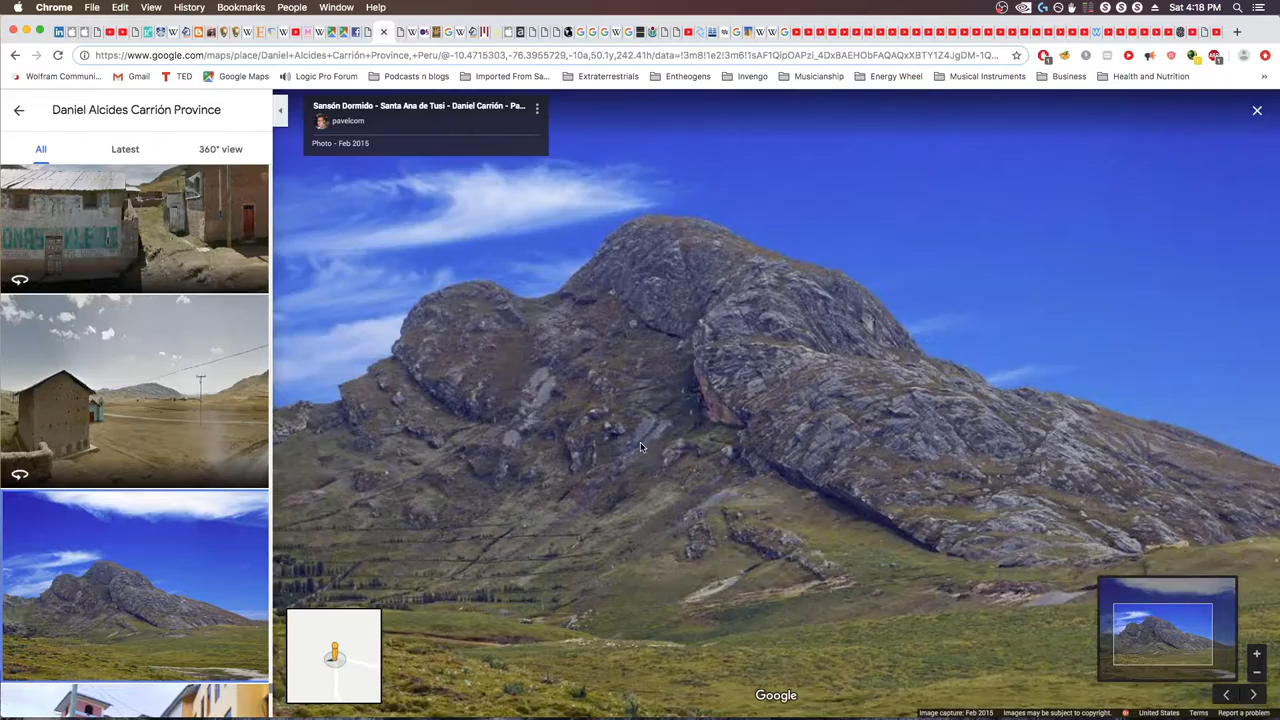 Chrome File Edit View History Bookmarks People Window Help Sat 4:18 PM
https://www.google.com/maps/place/Daniel+Alcides+Carrión+Province,+Peru/@-10.4715303,-76.3955729,-10a,50.1y,242.41h/data=!3m8!1e2!3m6!1sAF1QipOAPzi_4Dx8AEHObFAQAQxXBTY1Z4JgDM-1Q...
Wolfram Communit... Gmail TED Google Maps Logic Pro Forum Podcasts n blogs Imported From Sa... Extraterrestrials Entheogens Invengo Musicianship Energy Wheel Musical Instruments Business Health and Nutrition
Daniel Alcides Carrión Province
All Latest 360° view
Sansón Dormido - Santa Ana de Tusi - Daniel Carrión - Pa...
pavelcom
Photo - Feb 2015
Google
Image capture: Feb 2015 Images may be subject to copyright. United States Terms Report a problem